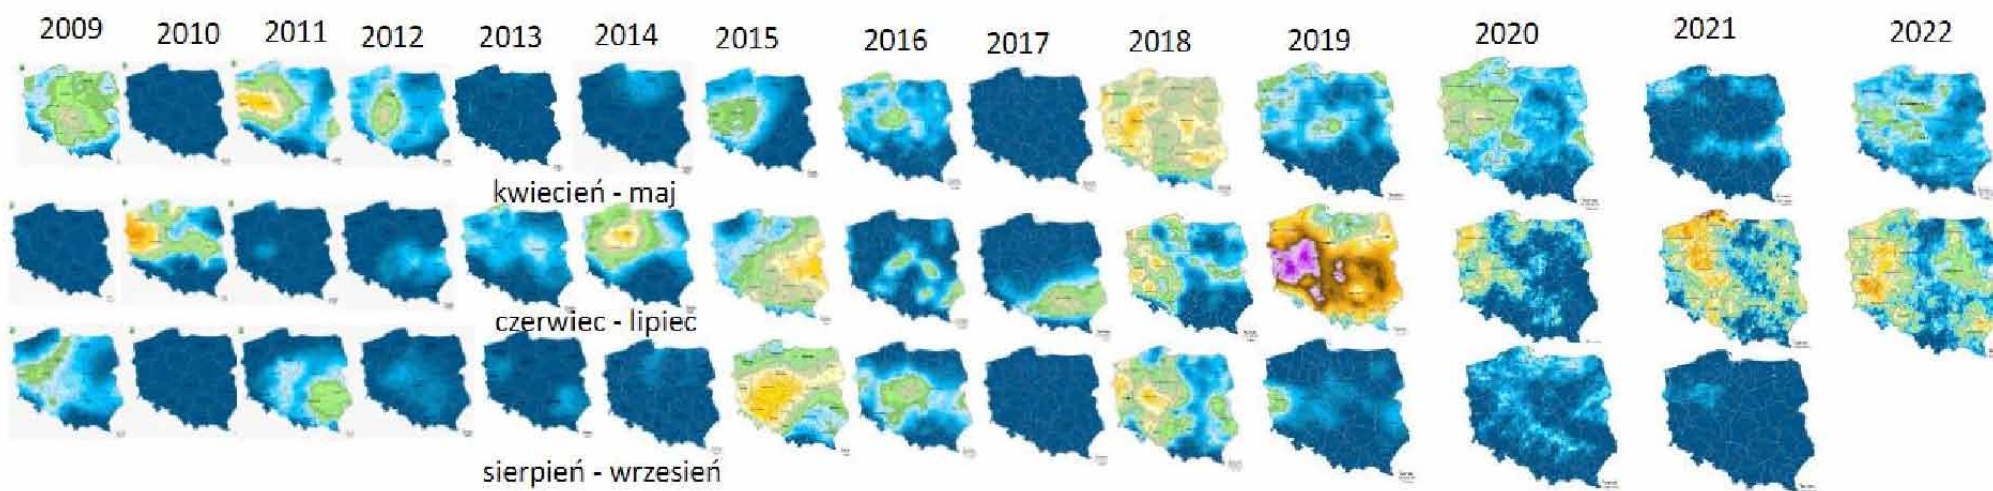 2009 2010 2011 2012 2013 2014 2015 2016 2017 2018 2019 2020 2021 2022
kwiecień - maj
czerwiec - lipiec
sierpień - wrzesień